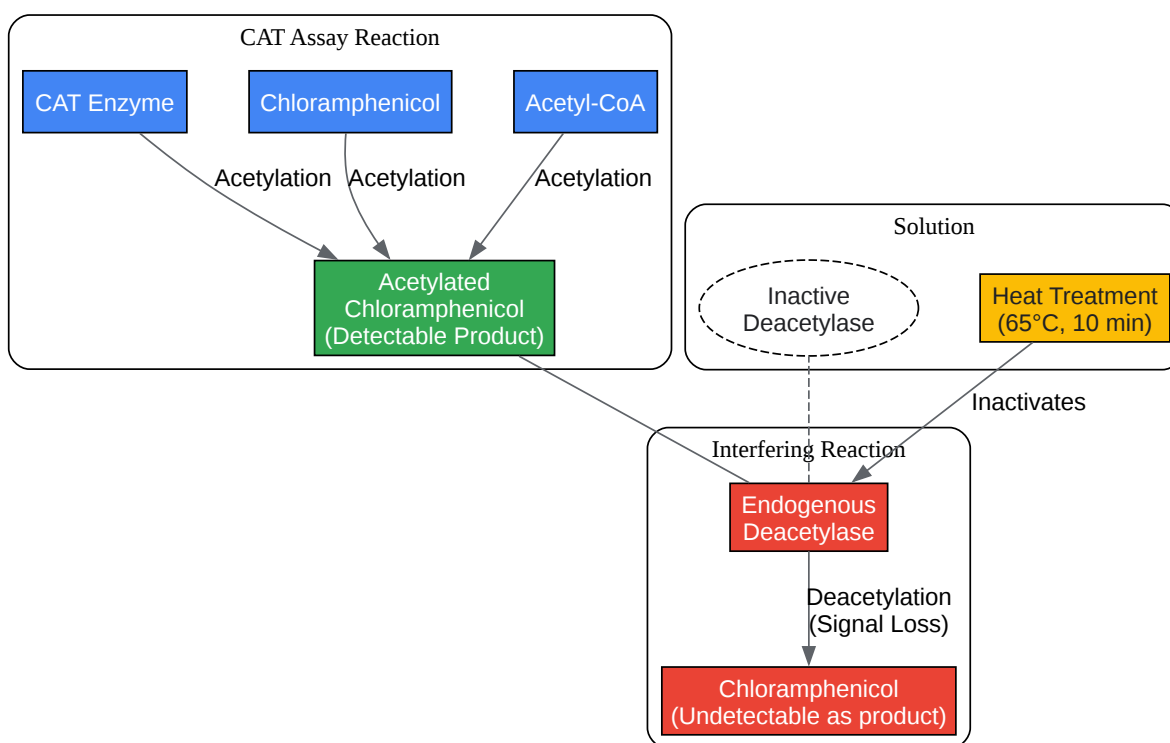 CAT Assay Reaction
CAT Enzyme
Chloramphenicol
Acetyl-CoA
Acetylation
Acetylation
Acetylation
Acetylated
Chloramphenicol
(Detectable Product)
Solution
Inactive
Deacetylase
Heat Treatment
(65°C, 10 min)
Inactivates
Interfering Reaction
Endogenous
Deacetylase
Deacetylation
(Signal Loss)
Chloramphenicol
(Undetectable as product)